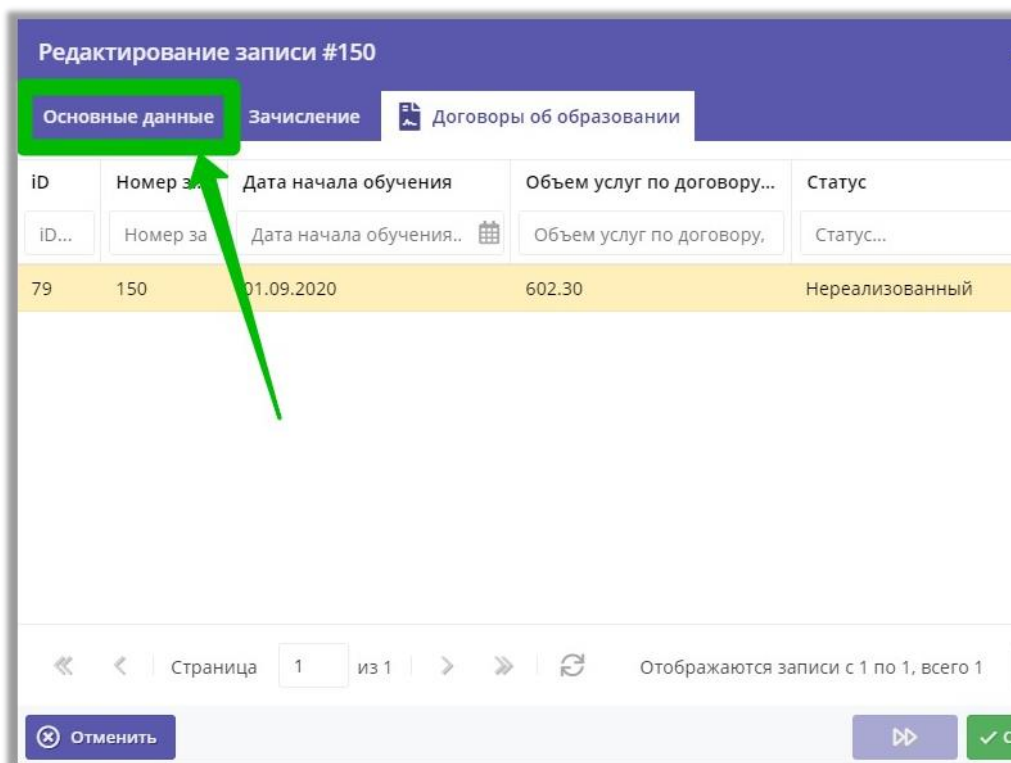 Редактирование записи #150
Основные данные Зачисление Договоры об образовании
iD Номер з... Дата начала обучения Объем услуг по договору... Статус
iD... Номер за Дата начала обучения.. Объем услуг по договору, Статус...
79 150 01.09.2020 602.30 Нереализованный
Страница 1 из 1 Отображаются записи с 1 по 1, всего 1
Отменить